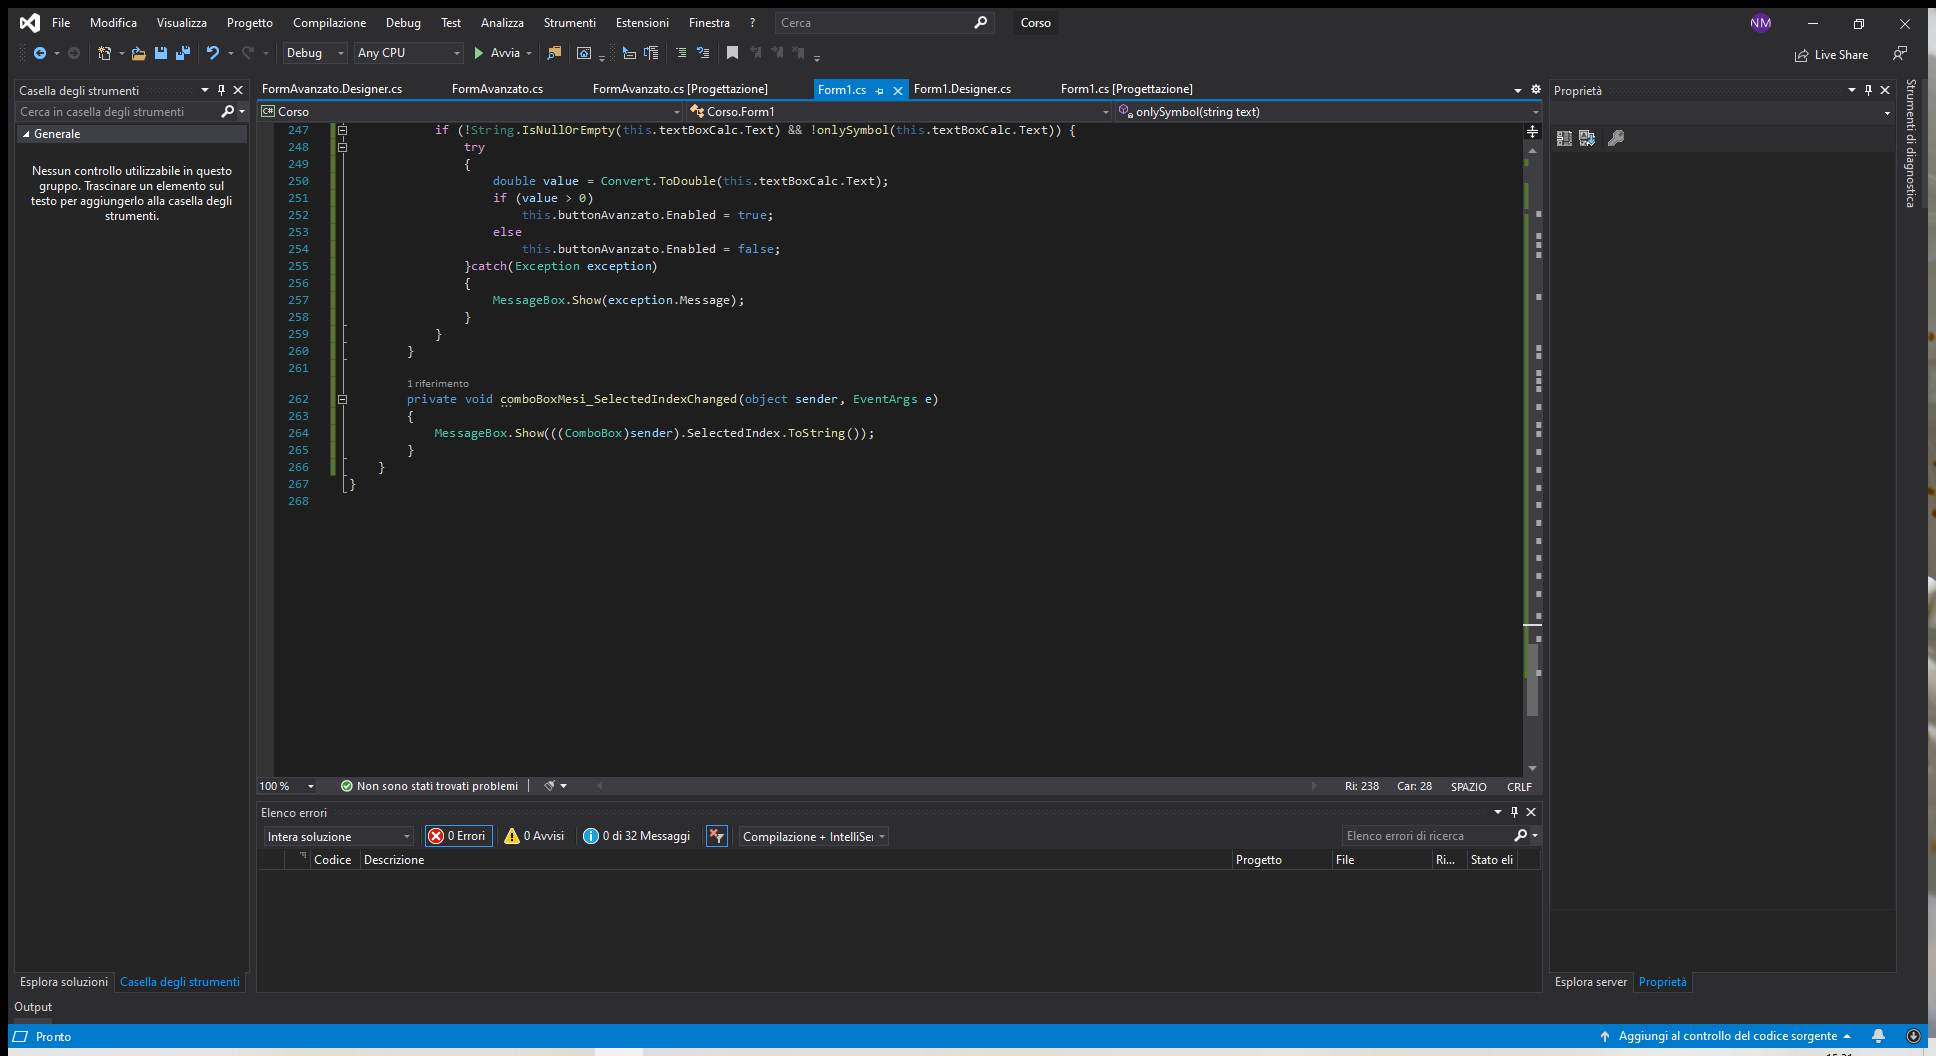 File Modifica Visualizza Progetto Compilazione Debug Test Analizza Strumenti Estensioni Finestra ? Cerca Corso NM
Debug Any CPU Avvia Live Share
Casella degli strumenti
Cerca in casella degli strumenti
Generale
Nessun controllo utilizzabile in questo
gruppo. Trascinare un elemento sul
testo per aggiungerlo alla casella degli
strumenti.
FormAvanzato.Designer.cs FormAvanzato.cs FormAvanzato.cs [Progettazione] Form1.cs Form1.Designer.cs Form1.cs [Progettazione]
C# Corso Corso.Form1 onlySymbol(string text)
247 if (!String.IsNullOrEmpty(this.textBoxCalc.Text) && !onlySymbol(this.textBoxCalc.Text)) {
248 try
249 {
250 double value = Convert.ToDouble(this.textBoxCalc.Text);
251 if (value > 0)
252 this.buttonAvanzato.Enabled = true;
253 else
254 this.buttonAvanzato.Enabled = false;
255 }catch(Exception exception)
256 {
257 MessageBox.Show(exception.Message);
258 }
259 }
260 }
261
1 riferimento
262 private void comboBoxMesi_SelectedIndexChanged(object sender, EventArgs e)
263 {
264 MessageBox.Show(((ComboBox)sender).SelectedIndex.ToString());
265 }
266 }
267 }
268
100 % Non sono stati trovati problemi Ri: 238 Car: 28 SPAZIO CRLF
Elenco errori
Intera soluzione 0 Errori 0 Avvisi 0 di 32 Messaggi Compilazione + IntelliSe Elenco errori di ricerca
Codice Descrizione Progetto File Ri... Stato eli
Proprietà
Strumenti di diagnostica
Esplora soluzioni Casella degli strumenti
Esplora server Proprietà
Output
Pronto Aggiungi al controllo del codice sorgente